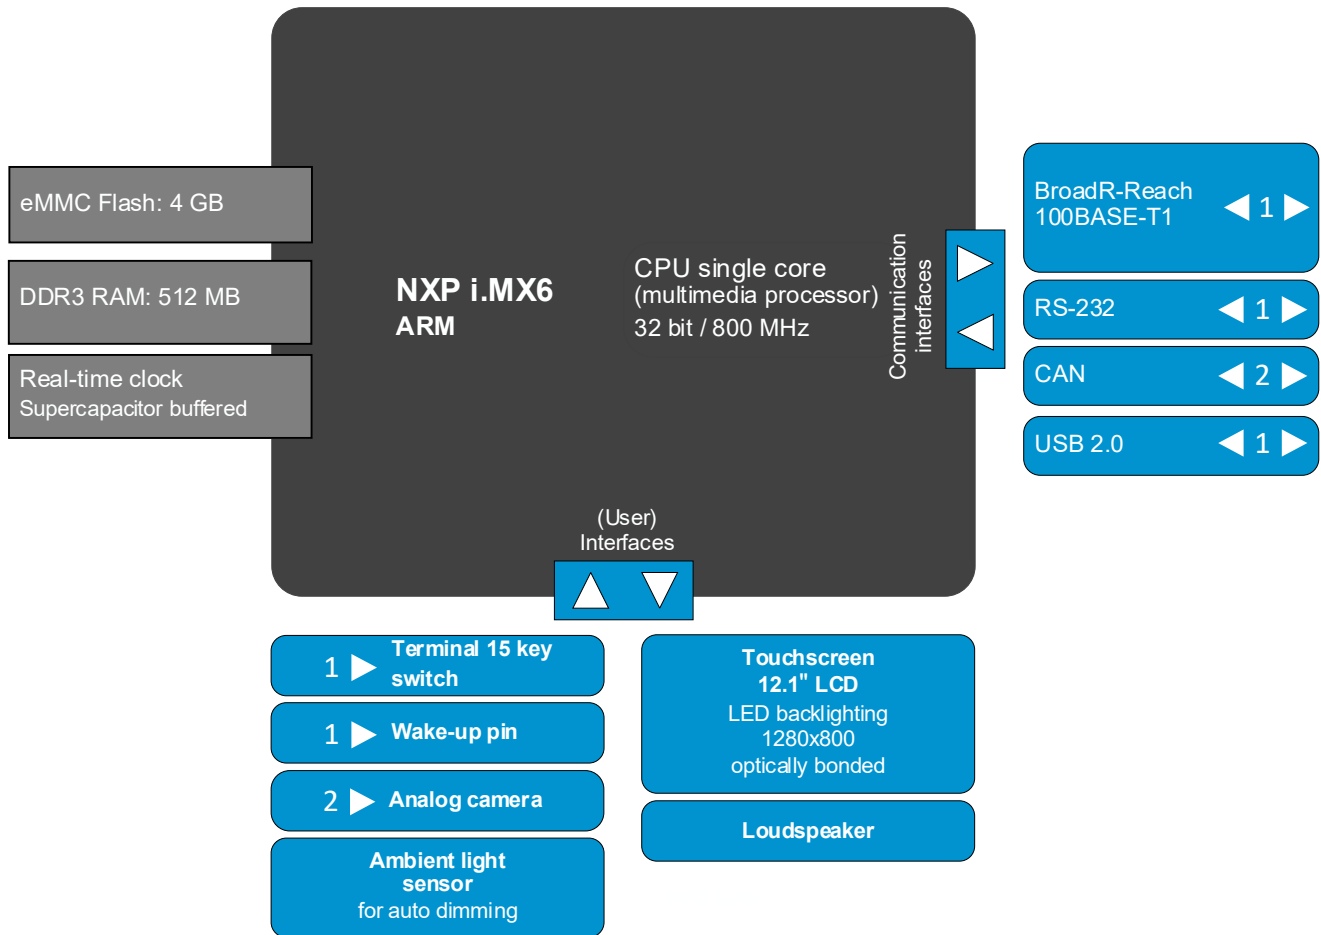 eMMC Flash: 4 GB
DDR3 RAM: 512 MB
Real-time clock
Supercapacitor buffered
NXP i.MX6
ARM
CPU single core
(multimedia processor)
32 bit / 800 MHz
Communication
interfaces
BroadR-Reach
100BASE-T1
1
RS-232
1
CAN
2
USB 2.0
1
(User)
Interfaces
1
Terminal 15 key
switch
1
Wake-up pin
2
Analog camera
Ambient light
sensor
for auto dimming
Touchscreen
12.1" LCD
LED backlighting
1280x800
optically bonded
Loudspeaker